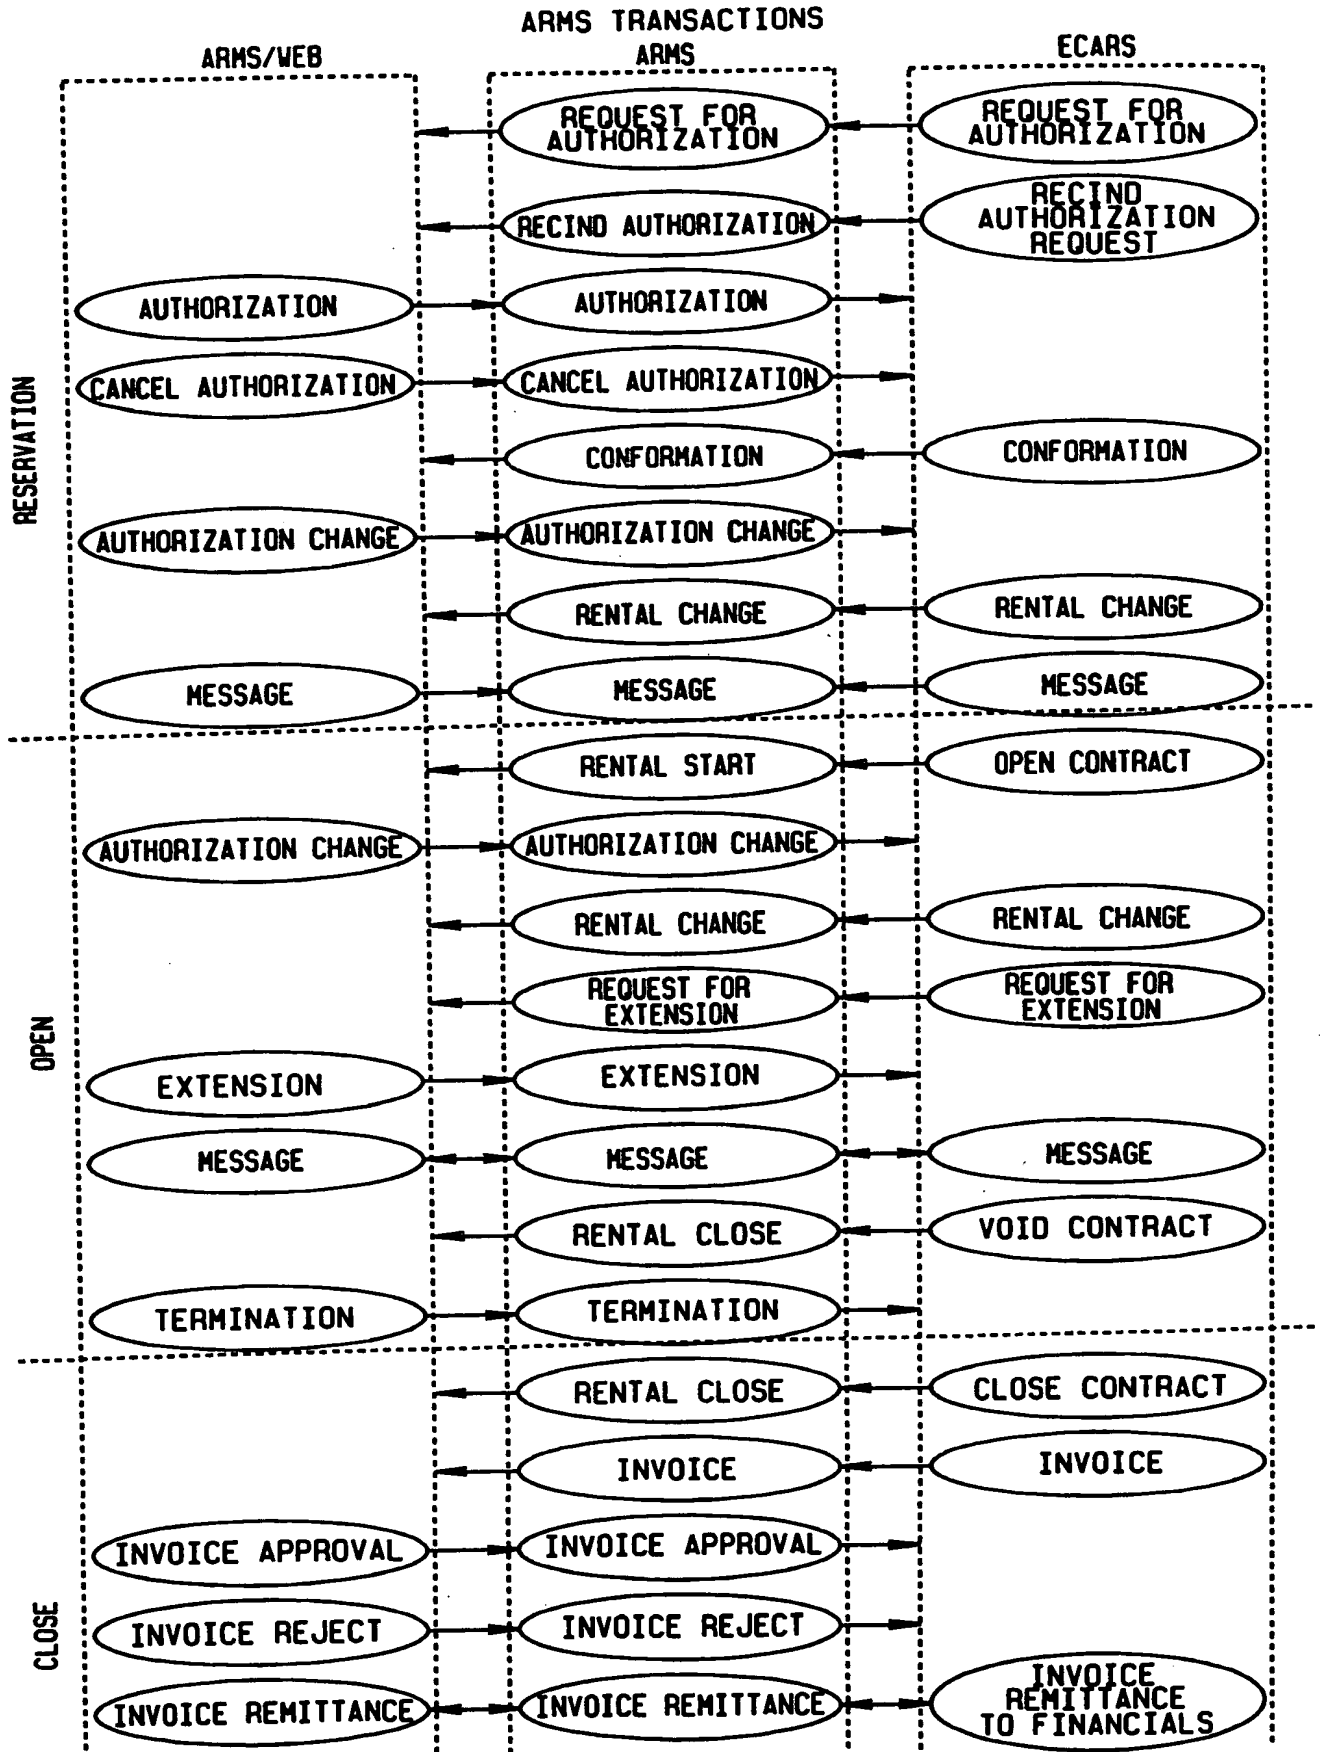 ARMS TRANSACTIONS
ARMS/WEB
ARMS
ECARS
RESERVATION
REQUEST FOR
AUTHORIZATION
REQUEST FOR
AUTHORIZATION
RECIND AUTHORIZATION
RECIND
AUTHORIZATION
REQUEST
AUTHORIZATION
AUTHORIZATION
CANCEL AUTHORIZATION
CANCEL AUTHORIZATION
CONFORMATION
CONFORMATION
AUTHORIZATION CHANGE
AUTHORIZATION CHANGE
RENTAL CHANGE
RENTAL CHANGE
MESSAGE
MESSAGE
MESSAGE
OPEN
RENTAL START
OPEN CONTRACT
AUTHORIZATION CHANGE
AUTHORIZATION CHANGE
RENTAL CHANGE
RENTAL CHANGE
REQUEST FOR
EXTENSION
REQUEST FOR
EXTENSION
EXTENSION
EXTENSION
MESSAGE
MESSAGE
MESSAGE
RENTAL CLOSE
VOID CONTRACT
TERMINATION
TERMINATION
CLOSE
RENTAL CLOSE
CLOSE CONTRACT
INVOICE
INVOICE
INVOICE APPROVAL
INVOICE APPROVAL
INVOICE REJECT
INVOICE REJECT
INVOICE REMITTANCE
INVOICE REMITTANCE
INVOICE
REMITTANCE
TO FINANCIALS